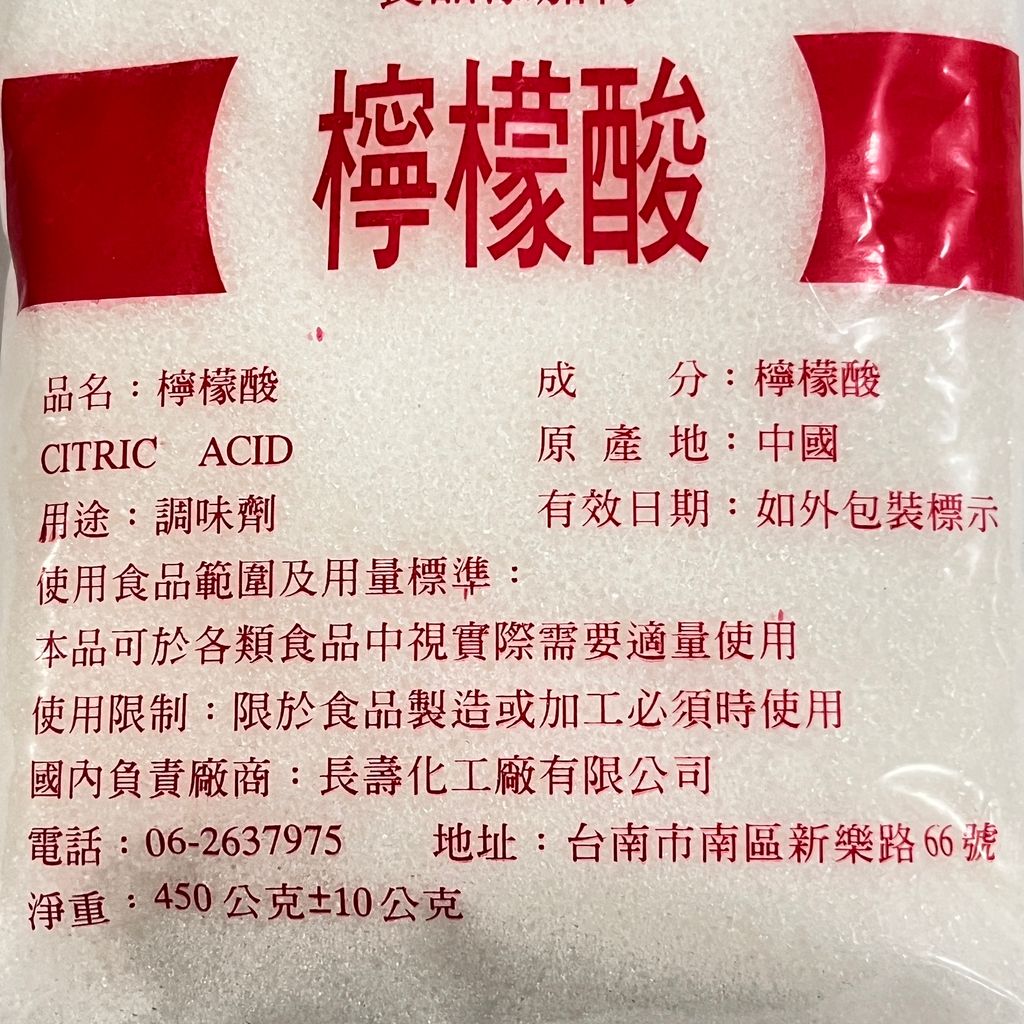 檸檬酸
品名：檸檬酸
成 分：檸檬酸
CITRIC ACID
原 產 地：中國
用途：調味劑
有效日期：如外包裝標示
使用食品範圍及用量標準：
本品可於各類食品中視實際需要適量使用
使用限制：限於食品製造或加工必須時使用
國內負責廠商：長壽化工廠有限公司
電話：06-2637975 地址：台南市南區新樂路66號
淨重：450公克±10公克